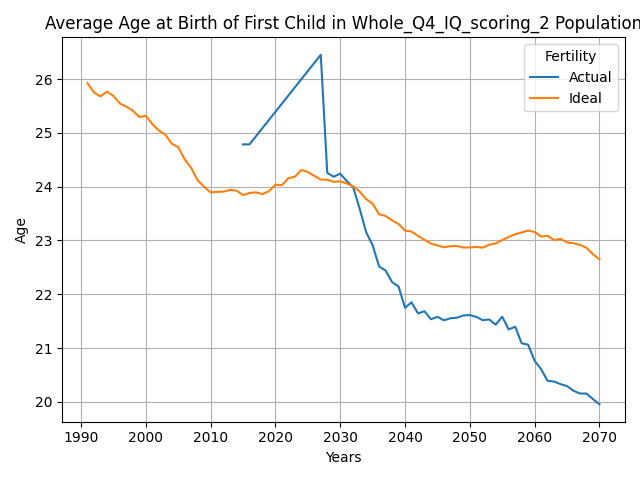 Average Age at Birth of First Child in Whole_Q4_IQ_scoring_2 Population
Fertility
Actual
Ideal
Age
26
25
24
23
22
21
20
1990 2000 2010 2020 2030 2040 2050 2060 2070
Years